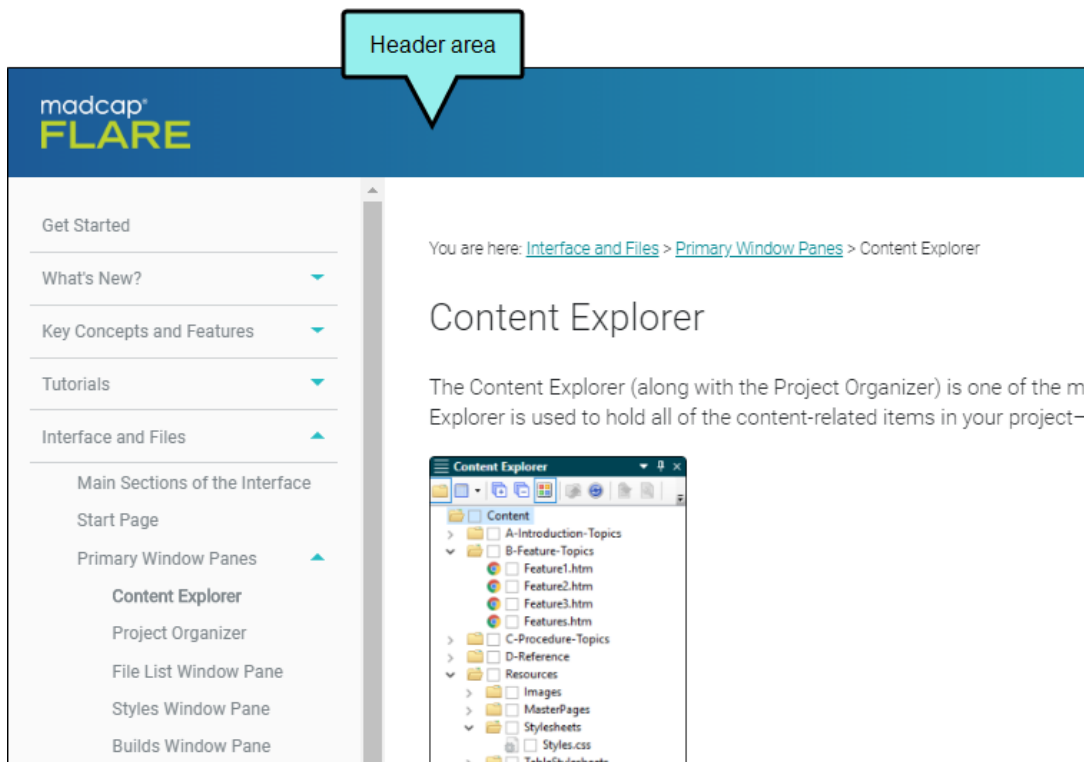 Header area
madcap®
FLARE
Get Started
What's New?
Key Concepts and Features
Tutorials
Interface and Files
Main Sections of the Interface
Start Page
Primary Window Panes
Content Explorer
Project Organizer
File List Window Pane
Styles Window Pane
Builds Window Pane
You are here: Interface and Files > Primary Window Panes > Content Explorer
Content Explorer
The Content Explorer (along with the Project Organizer) is one of the m
Explorer is used to hold all of the content-related items in your project—
Content Explorer
Content
A-Introduction-Topics
B-Feature-Topics
Feature1.htm
Feature2.htm
Feature3.htm
Features.htm
C-Procedure-Topics
D-Reference
Resources
Images
MasterPages
Stylesheets
Styles.css
TableStylesheets